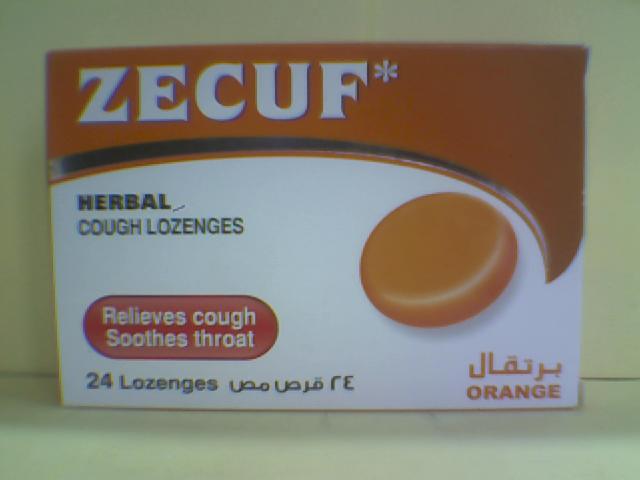 ZECUF*
HERBAL
COUGH LOZENGES
Relieves cough
Soothes throat
24 Lozenges ٢٤ قرص مص
برتقال
ORANGE